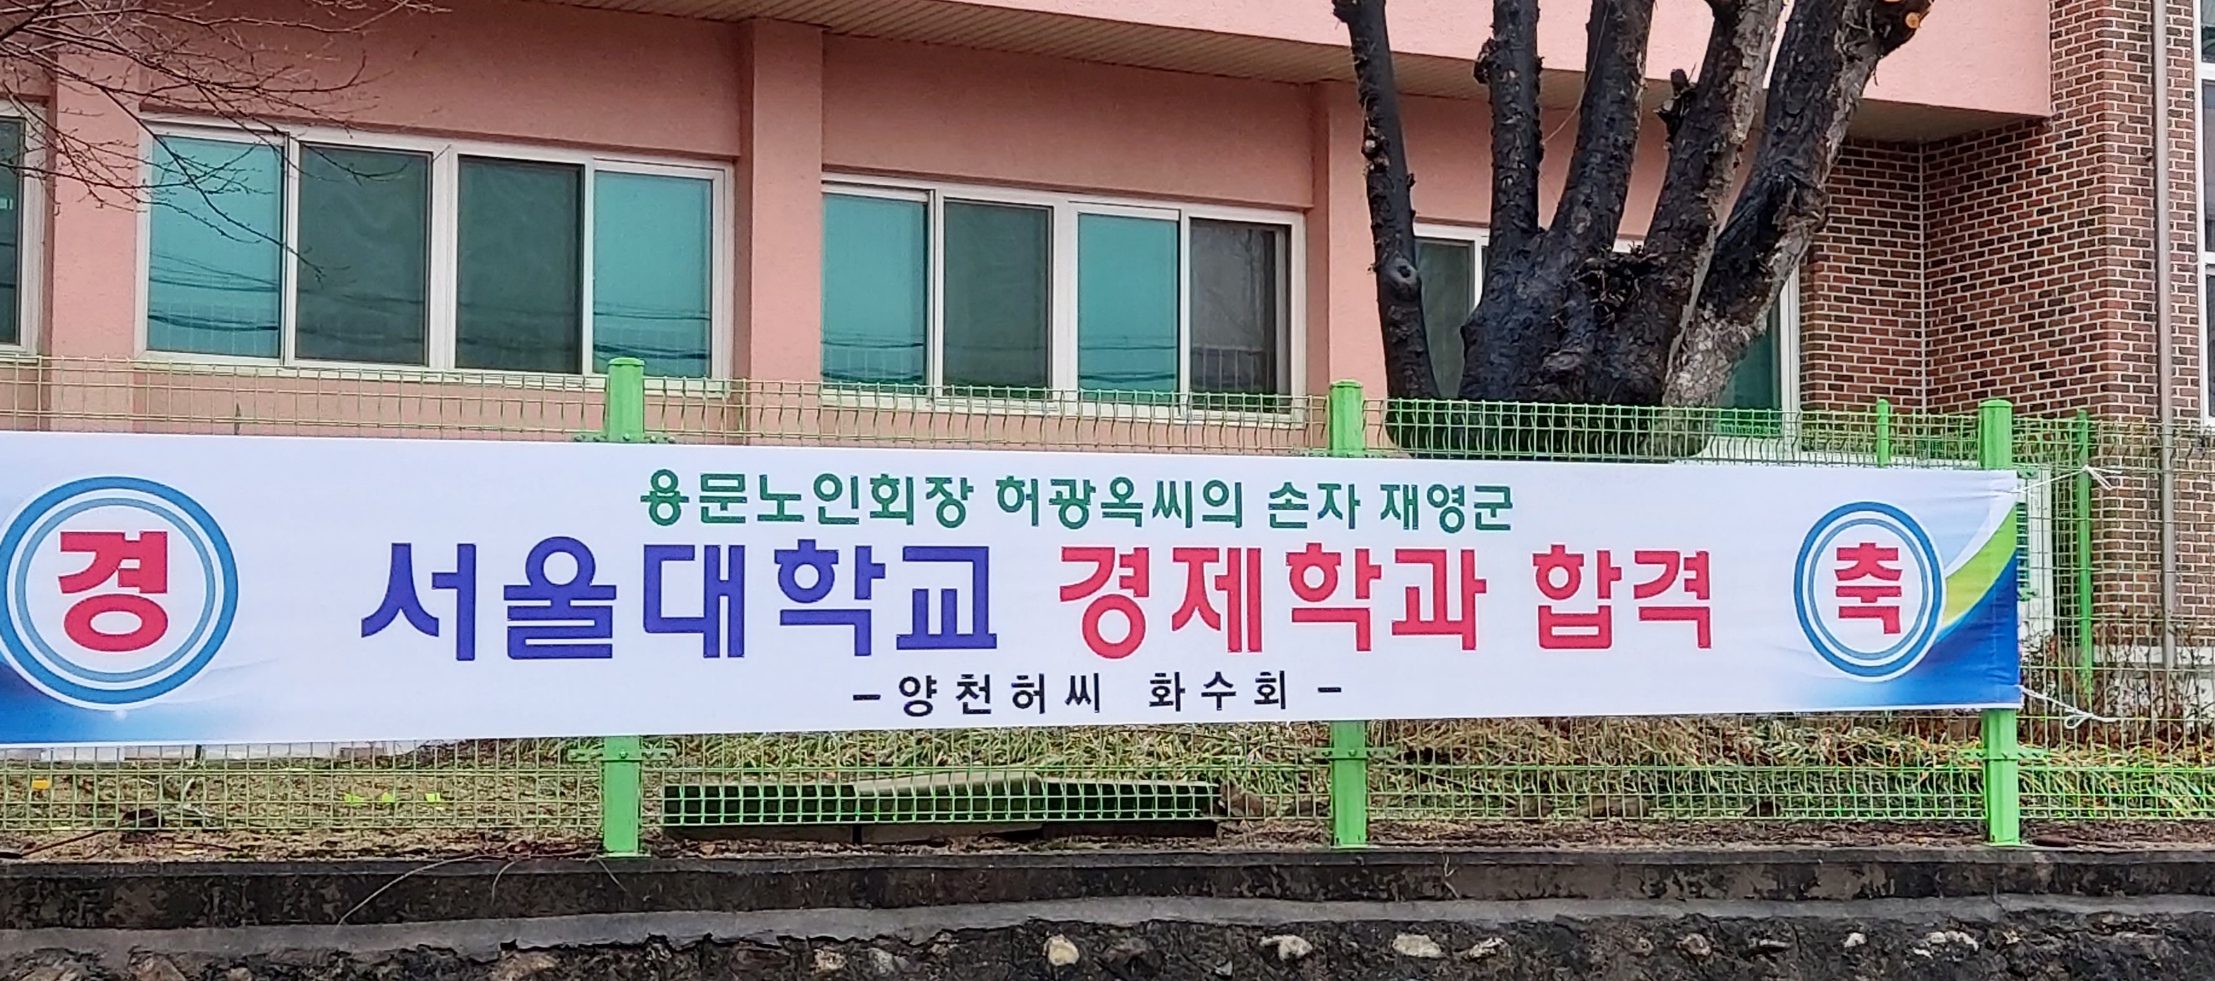 용문노인회장 허광옥씨의 손자 재영군
경 서울대학교 경제학과 합격 축
- 양천허씨 화수회 -